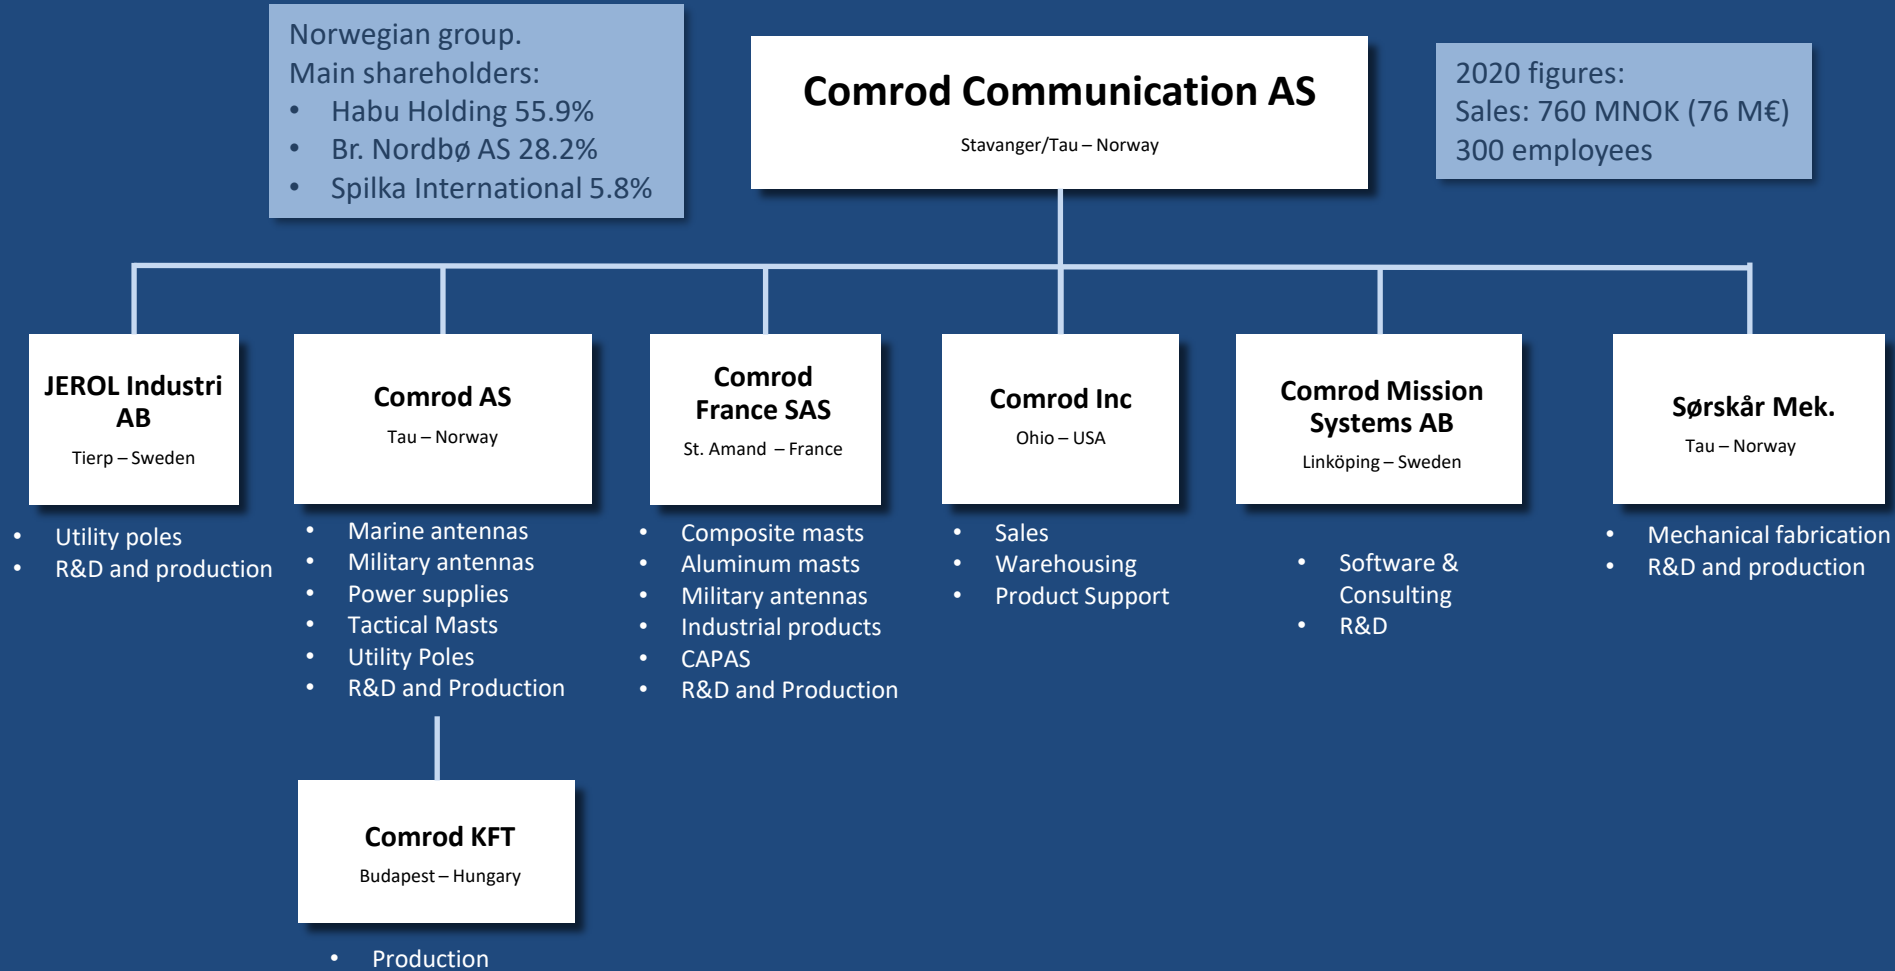 Norwegian group.
Main shareholders:
• Habu Holding 55.9%
• Br. Nordbø AS 28.2%
• Spilka International 5.8%
Comrod Communication AS
Stavanger/Tau – Norway
2020 figures:
Sales: 760 MNOK (76 M€)
300 employees
JEROL Industri
AB
Tierp – Sweden
• Utility poles
• R&D and production
Comrod AS
Tau – Norway
• Marine antennas
• Military antennas
• Power supplies
• Tactical Masts
• Utility Poles
• R&D and Production
Comrod
France SAS
St. Amand – France
• Composite masts
• Aluminum masts
• Military antennas
• Industrial products
• CAPAS
• R&D and Production
Comrod Inc
Ohio – USA
• Sales
• Warehousing
• Product Support
Comrod Mission
Systems AB
Linköping – Sweden
• Software &
Consulting
• R&D
Sørskår Mek.
Tau – Norway
• Mechanical fabrication
• R&D and production
Comrod KFT
Budapest – Hungary
• Production